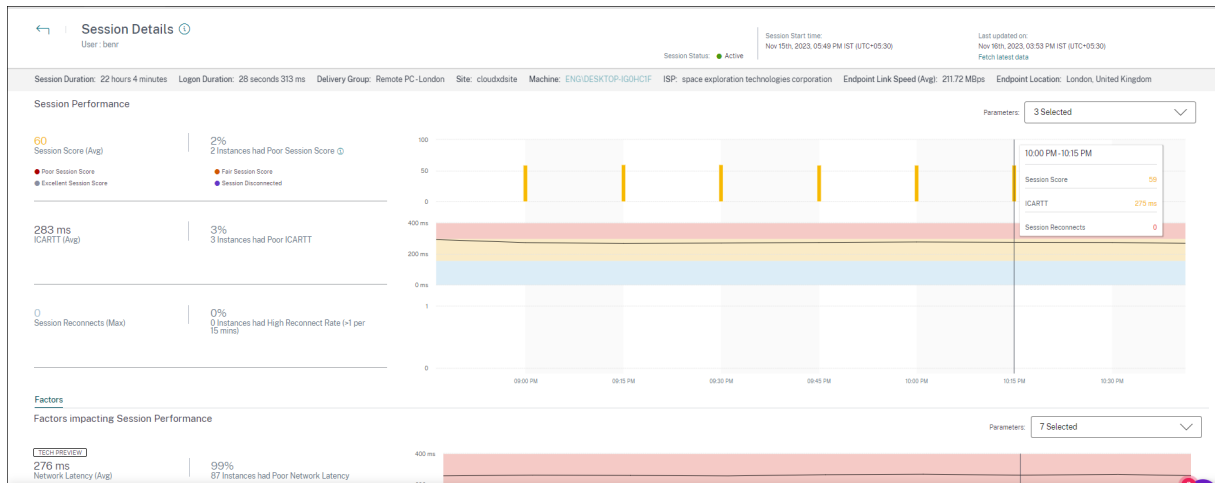 Session Details
User : benr
Session Status: Active
Session Start time:
Nov 15th, 2023, 05:49 PM IST (UTC+05:30)
Last updated on:
Nov 16th, 2023, 03:53 PM IST (UTC+05:30)
Fetch latest data
Session Duration: 22 hours 4 minutes Logon Duration: 28 seconds 313 ms Delivery Group: Remote PC-London Site: cloudxdsite Machine: ENG\DESKTOP-IG0HC1F ISP: space exploration technologies corporation Endpoint Link Speed (Avg): 211.72 MBps Endpoint Location: London, United Kingdom
Session Performance
Parameters: 3 Selected
60
Session Score (Avg)
2%
2 Instances had Poor Session Score
Poor Session Score
Fair Session Score
Excellent Session Score
Session Disconnected
100
50
0
10:00 PM-10:15 PM
Session Score 59
ICARTT 275 ms
Session Reconnects 0
283 ms
ICARTT (Avg)
3%
3 Instances had Poor ICARTT
400 ms
200 ms
0 ms
0
Session Reconnects (Max)
0%
0 Instances had High Reconnect Rate (>1 per
15 mins)
1
0
09:00 PM 09:15 PM 09:30 PM 09:45 PM 10:00 PM 10:15 PM 10:30 PM
Factors
Factors impacting Session Performance
Parameters: 7 Selected
TECH PREVIEW
276 ms
Network Latency (Avg)
99%
87 Instances had Poor Network Latency
400 ms